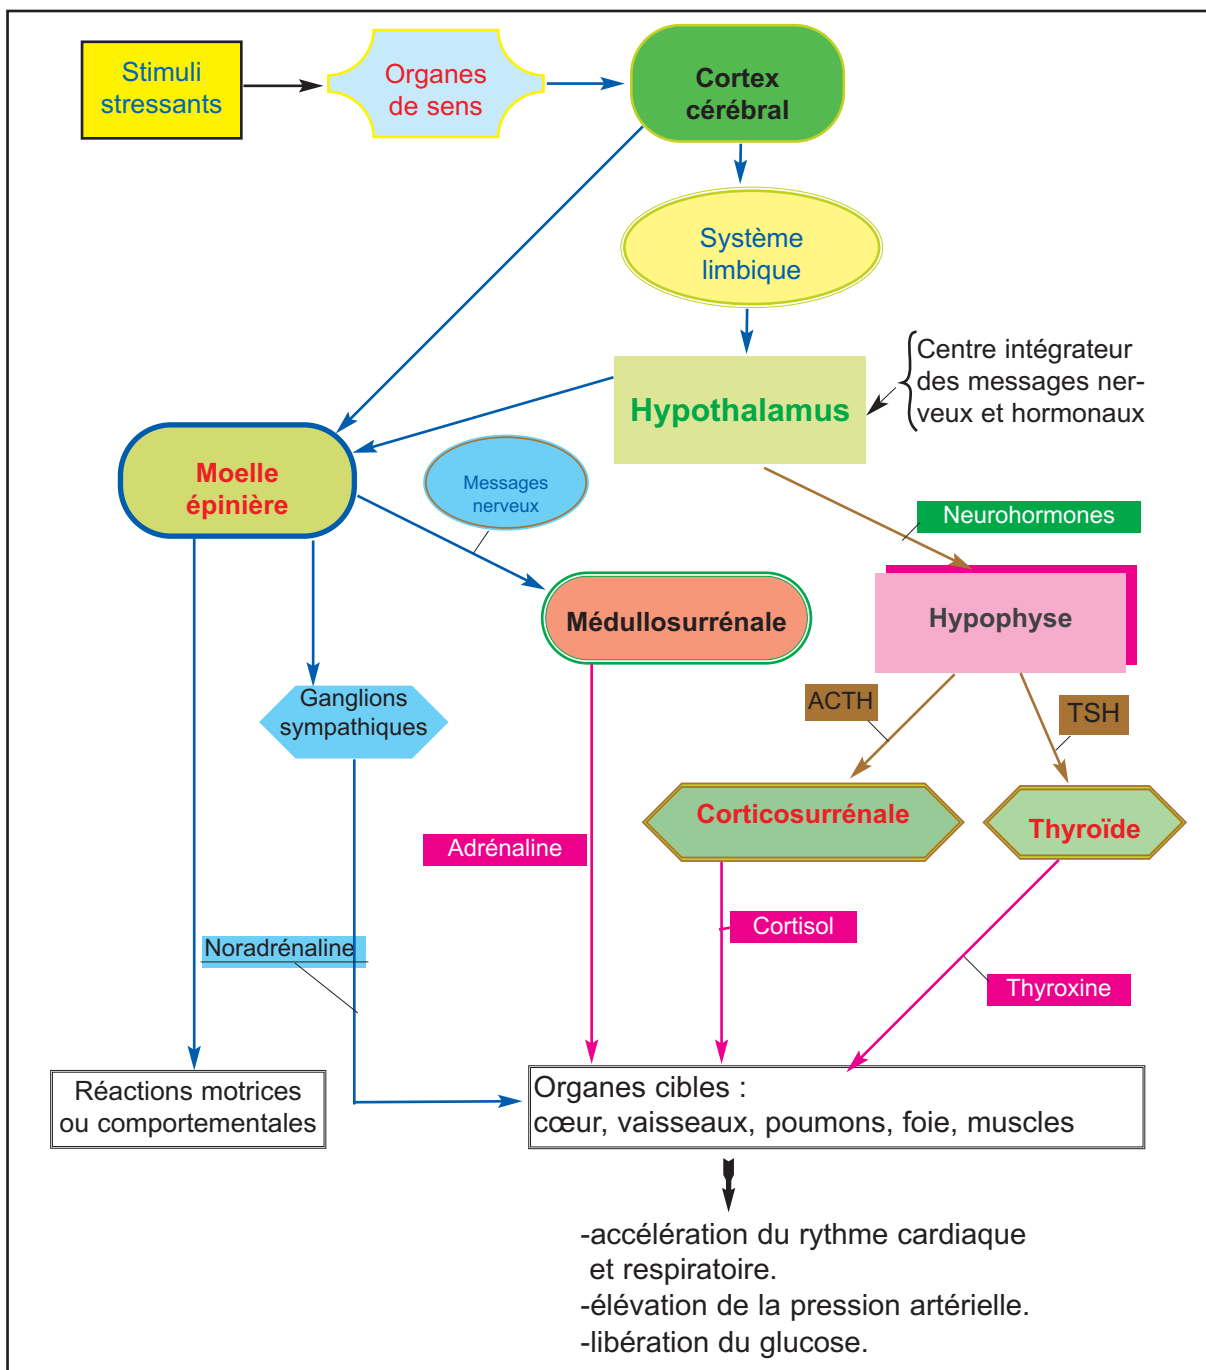 Stimuli
stressants
Organes
de sens
Cortex
cérébral
Système
limbique
Hypothalamus
Centre intégrateur
des messages ner-
veux et hormonaux
Moelle
épinière
Messages
nerveux
Neurohormones
Médullosurrénale
Hypophyse
Ganglions
sympathiques
ACTH
TSH
Corticosurrénale
Thyroïde
Adrénaline
Cortisol
Noradrénaline
Thyroxine
Réactions motrices
ou comportementales
Organes cibles :
cœur, vaisseaux, poumons, foie, muscles
-accélération du rythme cardiaque
et respiratoire.
-élévation de la pression artérielle.
-libération du glucose.